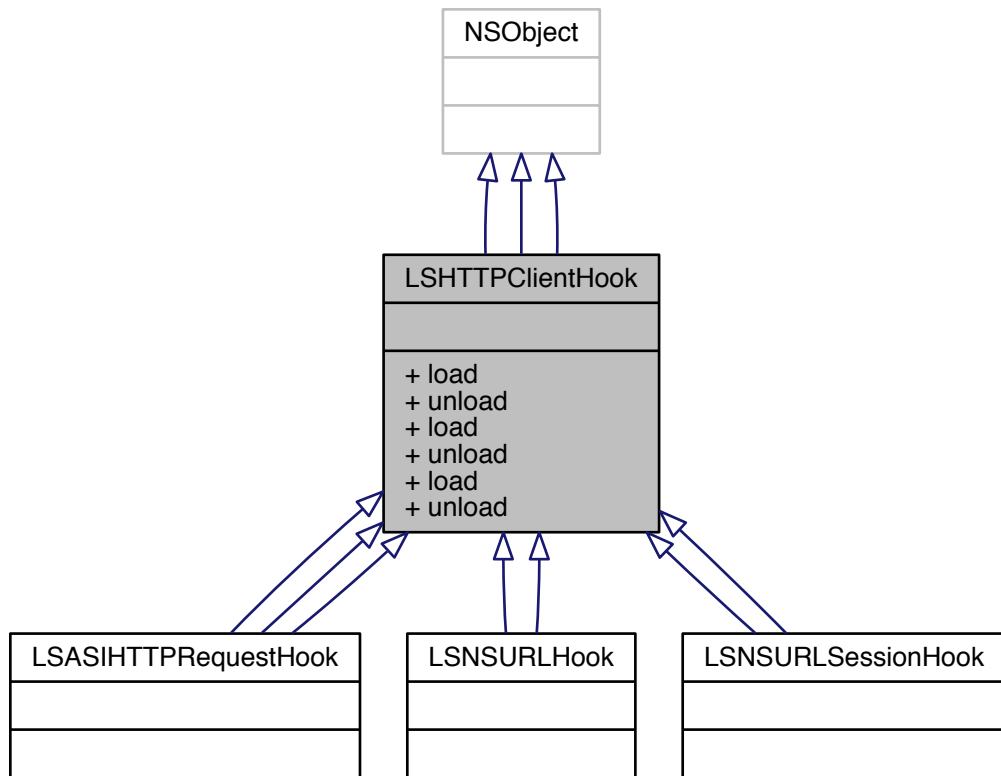 NSObject
LSHTTPClientHook
+ load
+ unload
+ load
+ unload
+ load
+ unload
LSASIHTTPRequestHook
LSNSURLHook
LSNSURLSessionHook